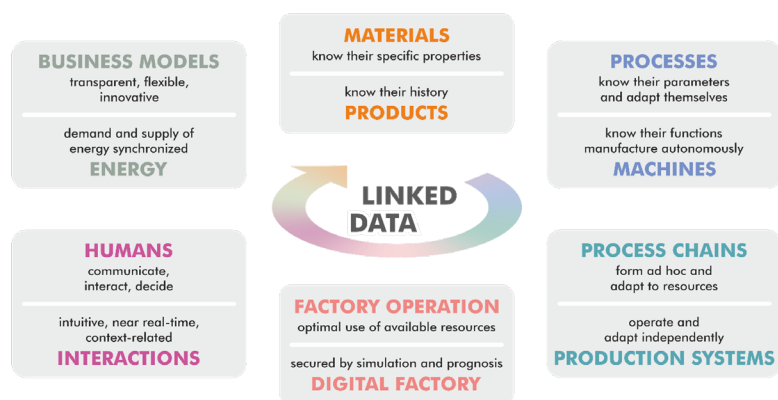 BUSINESS MODELS
transparent, flexible,
innovative
demand and supply of
energy synchronized
ENERGY
MATERIALS
know their specific properties
know their history
PRODUCTS
PROCESSES
know their parameters
and adapt themselves
know their functions
manufacture autonomously
MACHINES
LINKED
DATA
HUMANS
communicate,
interact, decide
intuitive, near real-time,
context-related
INTERACTIONS
FACTORY OPERATION
optimal use of available resources
secured by simulation and prognosis
DIGITAL FACTORY
PROCESS CHAINS
form ad hoc and
adapt to resources
operate and
adapt independently
PRODUCTION SYSTEMS